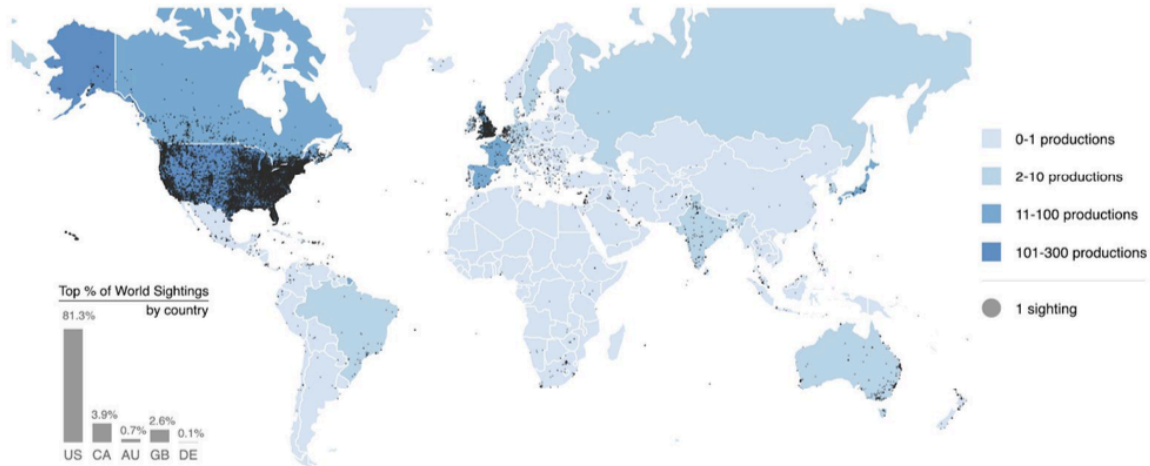 0-1 productions
2-10 productions
11-100 productions
101-300 productions
1 sighting
Top % of World Sightings
by country
81.3%
3.9%
0.7%
2.6%
0.1%
US CA AU GB DE